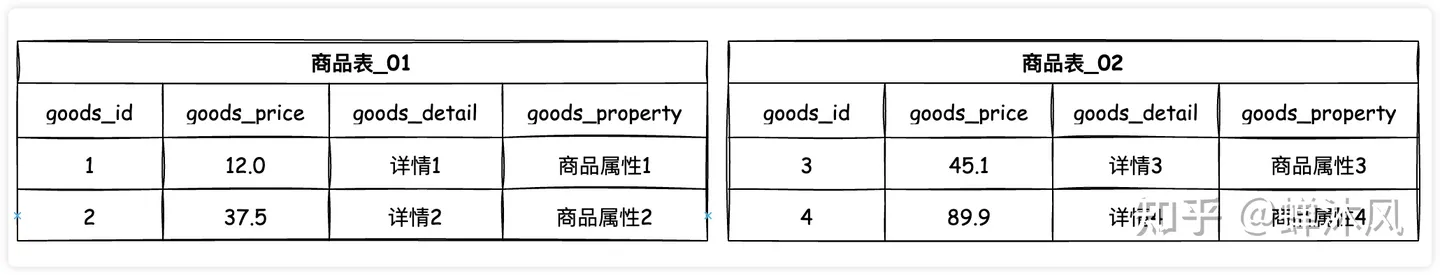 商品表_01
goods_id goods_price goods_detail goods_property
1 12.0 详情1 商品属性1
2 37.5 详情2 商品属性2
商品表_02
goods_id goods_price goods_detail goods_property
3 45.1 详情3 商品属性3
4 89.9 详情4 商品属性4
知乎 @蝉沐风